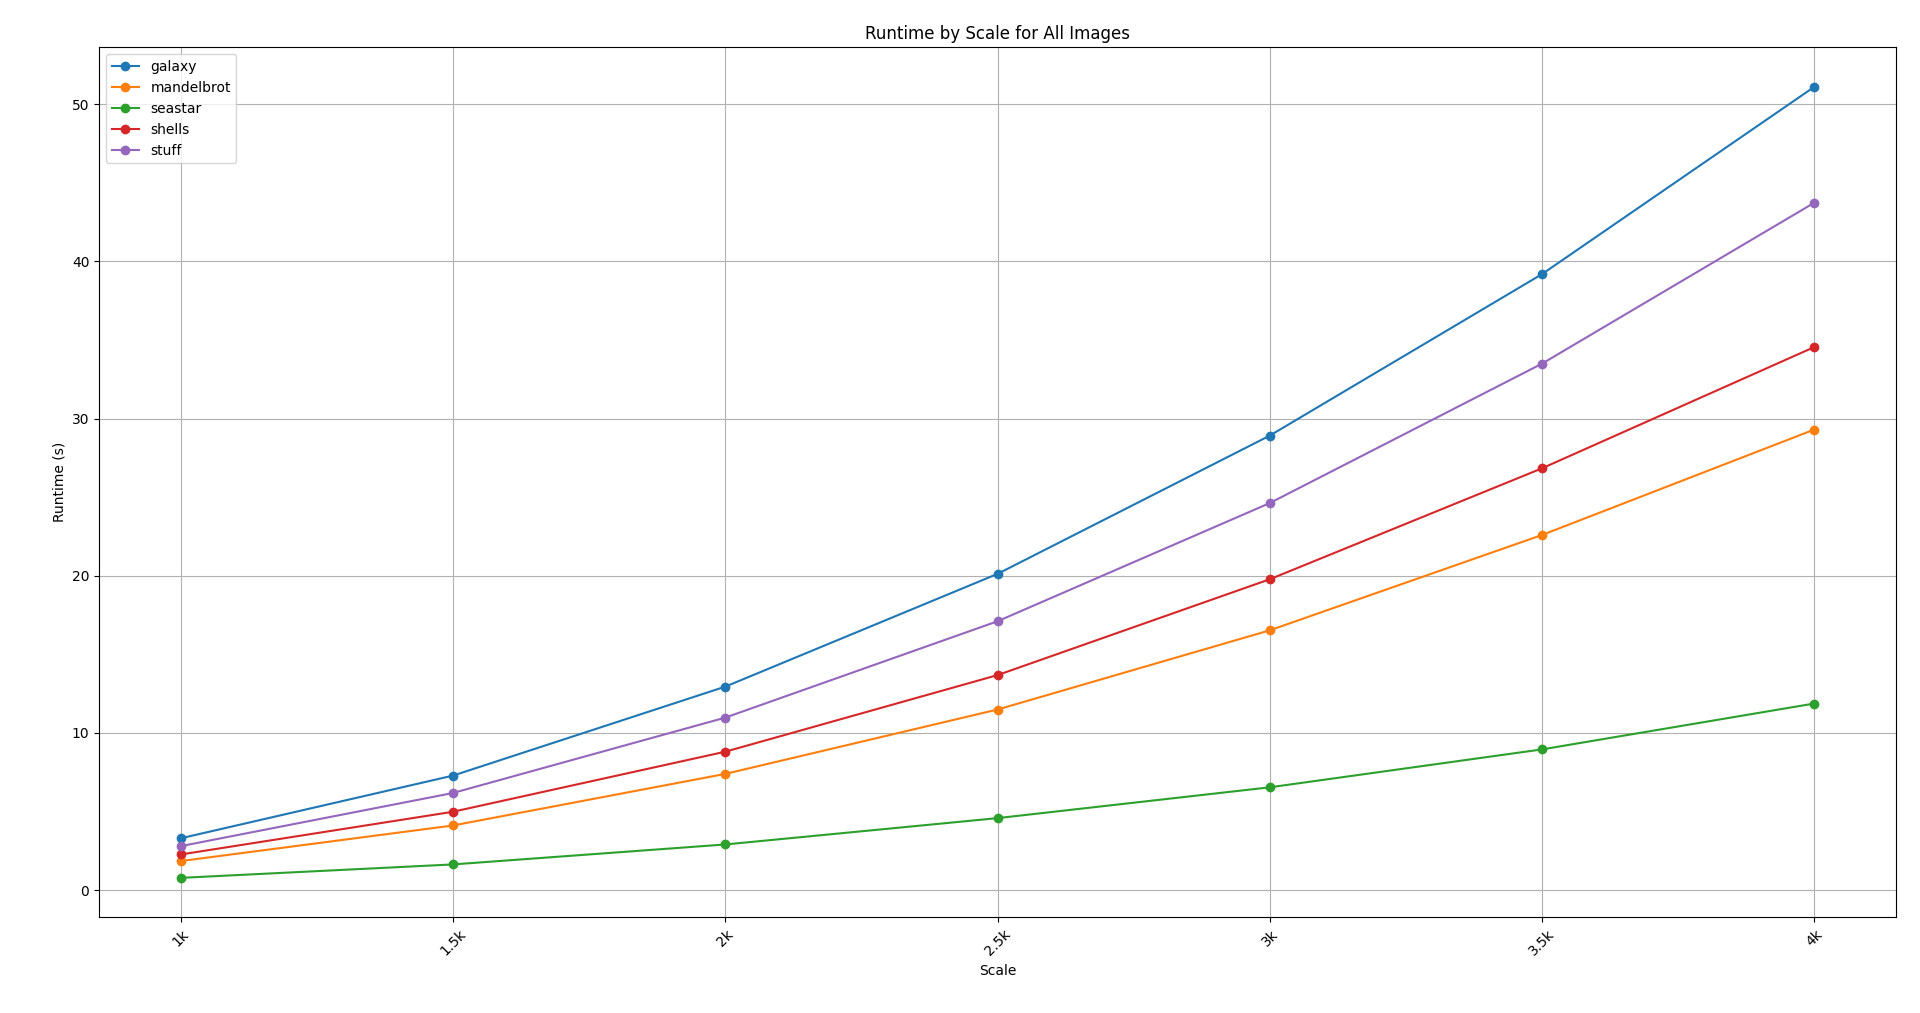 Runtime by Scale for All Images
galaxy
mandelbrot
seastar
shells
stuff
50
40
30
20
10
0
Runtime (s)
1k
1.5k
2k
2.5k
3k
3.5k
4k
Scale